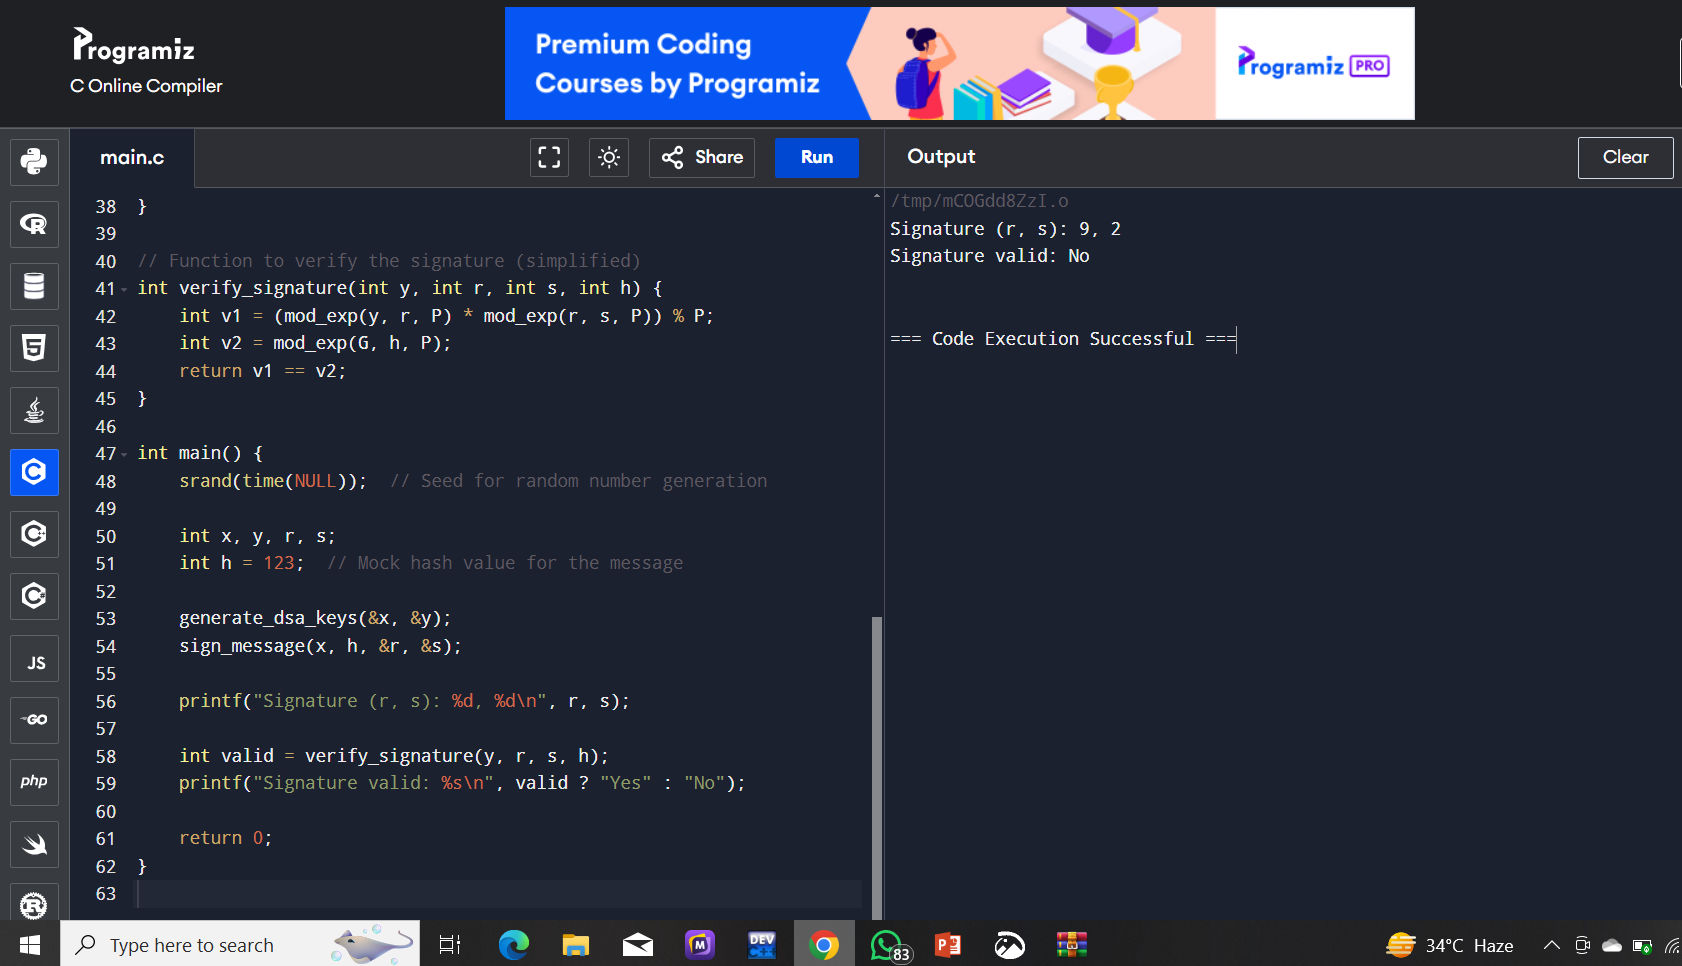 Programiz
C Online Compiler
Premium Coding
Courses by Programiz
Programiz PRO
main.c
Share
Run
Output
Clear
38 }
39
40 // Function to verify the signature (simplified)
41 int verify_signature(int y, int r, int s, int h) {
42 int v1 = (mod_exp(y, r, P) * mod_exp(r, s, P)) % P;
43 int v2 = mod_exp(G, h, P);
44 return v1 == v2;
45 }
46
47 int main() {
48 srand(time(NULL)); // Seed for random number generation
49
50 int x, y, r, s;
51 int h = 123; // Mock hash value for the message
52
53 generate_dsa_keys(&x, &y);
54 sign_message(x, h, &r, &s);
55
56 printf("Signature (r, s): %d, %d\n", r, s);
57
58 int valid = verify_signature(y, r, s, h);
59 printf("Signature valid: %s\n", valid ? "Yes" : "No");
60
61 return 0;
62 }
63
/tmp/mCOGdd8ZzI.o
Signature (r, s): 9, 2
Signature valid: No
=== Code Execution Successful ===
R
5
C
C
C
JS
GO
php
R
Type here to search
M
DEV
C++
83
P
34°C Haze